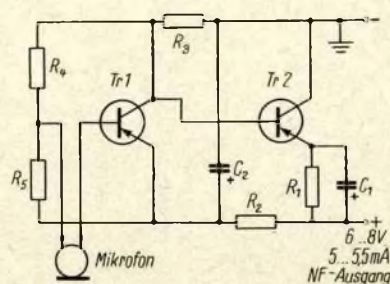 R3
−
R4
Tr 1
Tr 2
R5
C2
+
R1
C1
+
R2
+
Mikrofon
6...8V
5...5,5mA
NF-Ausgang